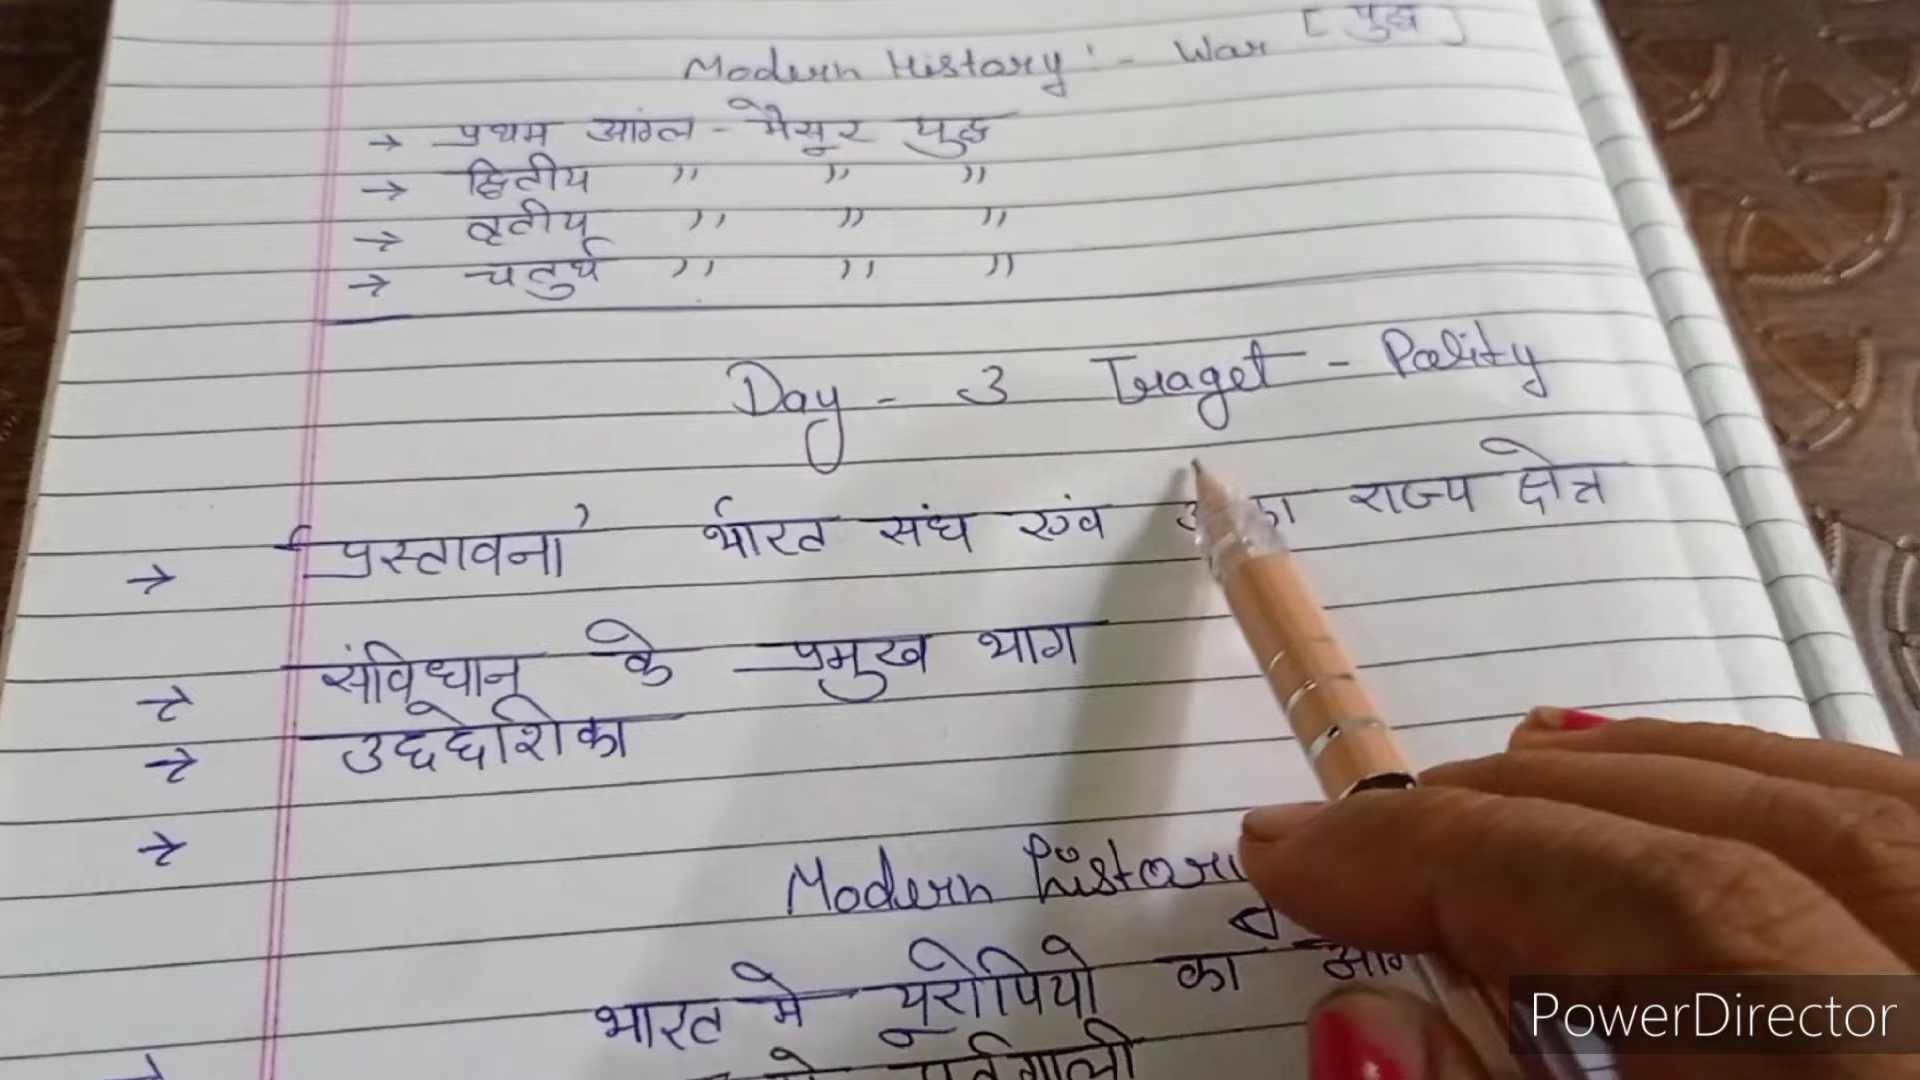 Modern History :- War [युद्ध]
→ प्रथम आंग्ल - मैसूर युद्ध
→ द्वितीय " " "
→ तृतीय " " "
→ चतुर्थ " " "
Day - 3 Traget - Polity
→ प्रस्तावना भारत संघ एंव राज्य क्षेत्र
→ संविधान के प्रमुख भाग
→ उद्देशिका
→
Modern History
भारत मे यूरोपियो का
पुर्तगाली
PowerDirector